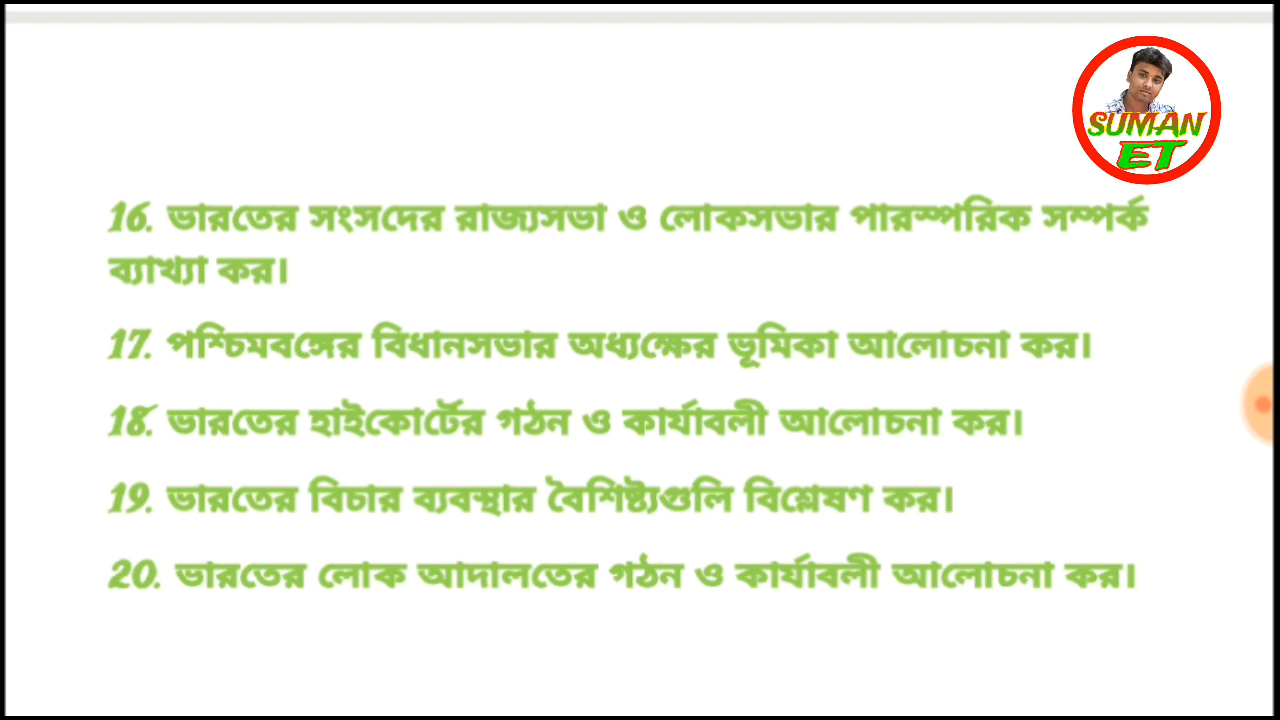 SUMAN
ET
16. ভারতের সংসদের রাজ্যসভা ও লোকসভার পারস্পরিক সম্পর্ক
ব্যাখ্যা কর।
17. পশ্চিমবঙ্গের বিধানসভার অধ্যক্ষের ভূমিকা আলোচনা কর।
18. ভারতের হাইকোর্টের গঠন ও কার্যাবলী আলোচনা কর।
19. ভারতের বিচার ব্যবস্থার বৈশিষ্ট্যগুলি বিশ্লেষণ কর।
20. ভারতের লোক আদালতের গঠন ও কার্যাবলী আলোচনা কর।